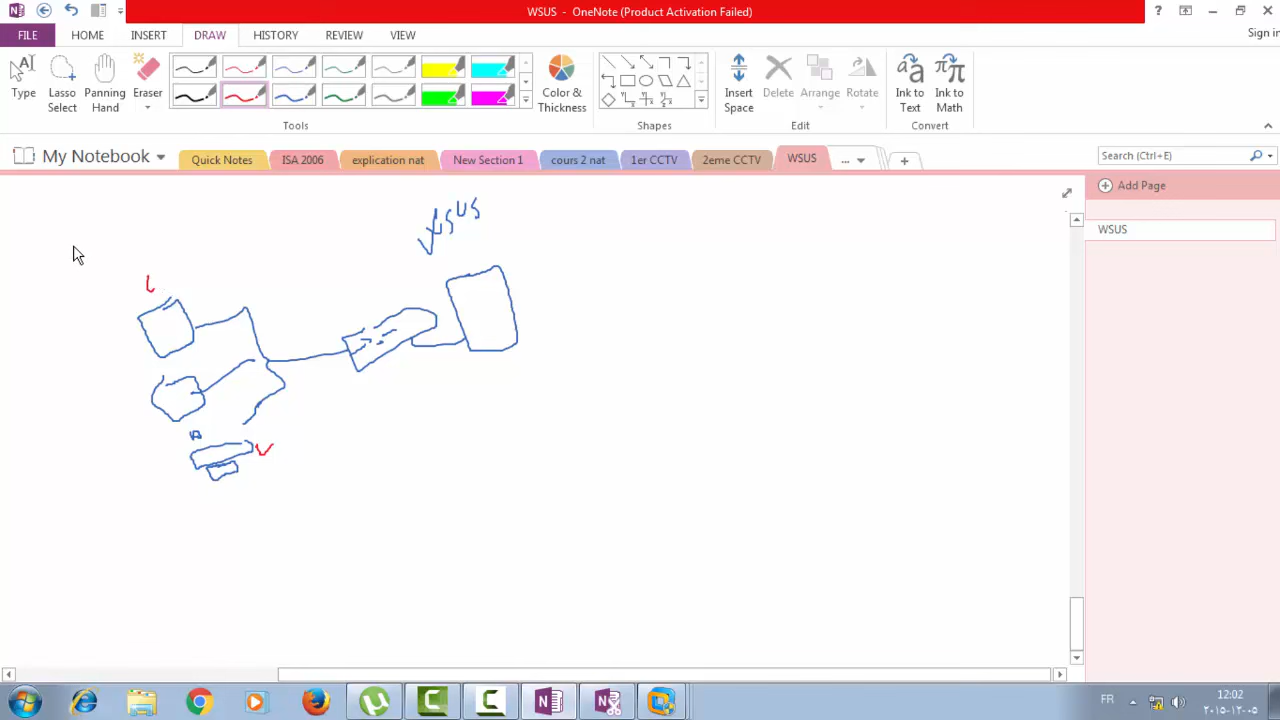 WSUS - OneNote (Product Activation Failed)
FILE HOME INSERT DRAW HISTORY REVIEW VIEW
Sign in
Type
Lasso Select
Panning Hand
Eraser
Color & Thickness
Insert Space
Delete
Arrange
Rotate
Ink to Text
Ink to Math
Tools
Shapes
Edit
Convert
My Notebook
Quick Notes
ISA 2006
explication nat
New Section 1
cours 2 nat
1er CCTV
2eme CCTV
WSUS
...
Search (Ctrl+E)
Add Page
WSUS
WSUS
FR
12:02
٢٠١٥-١٢-٠٥